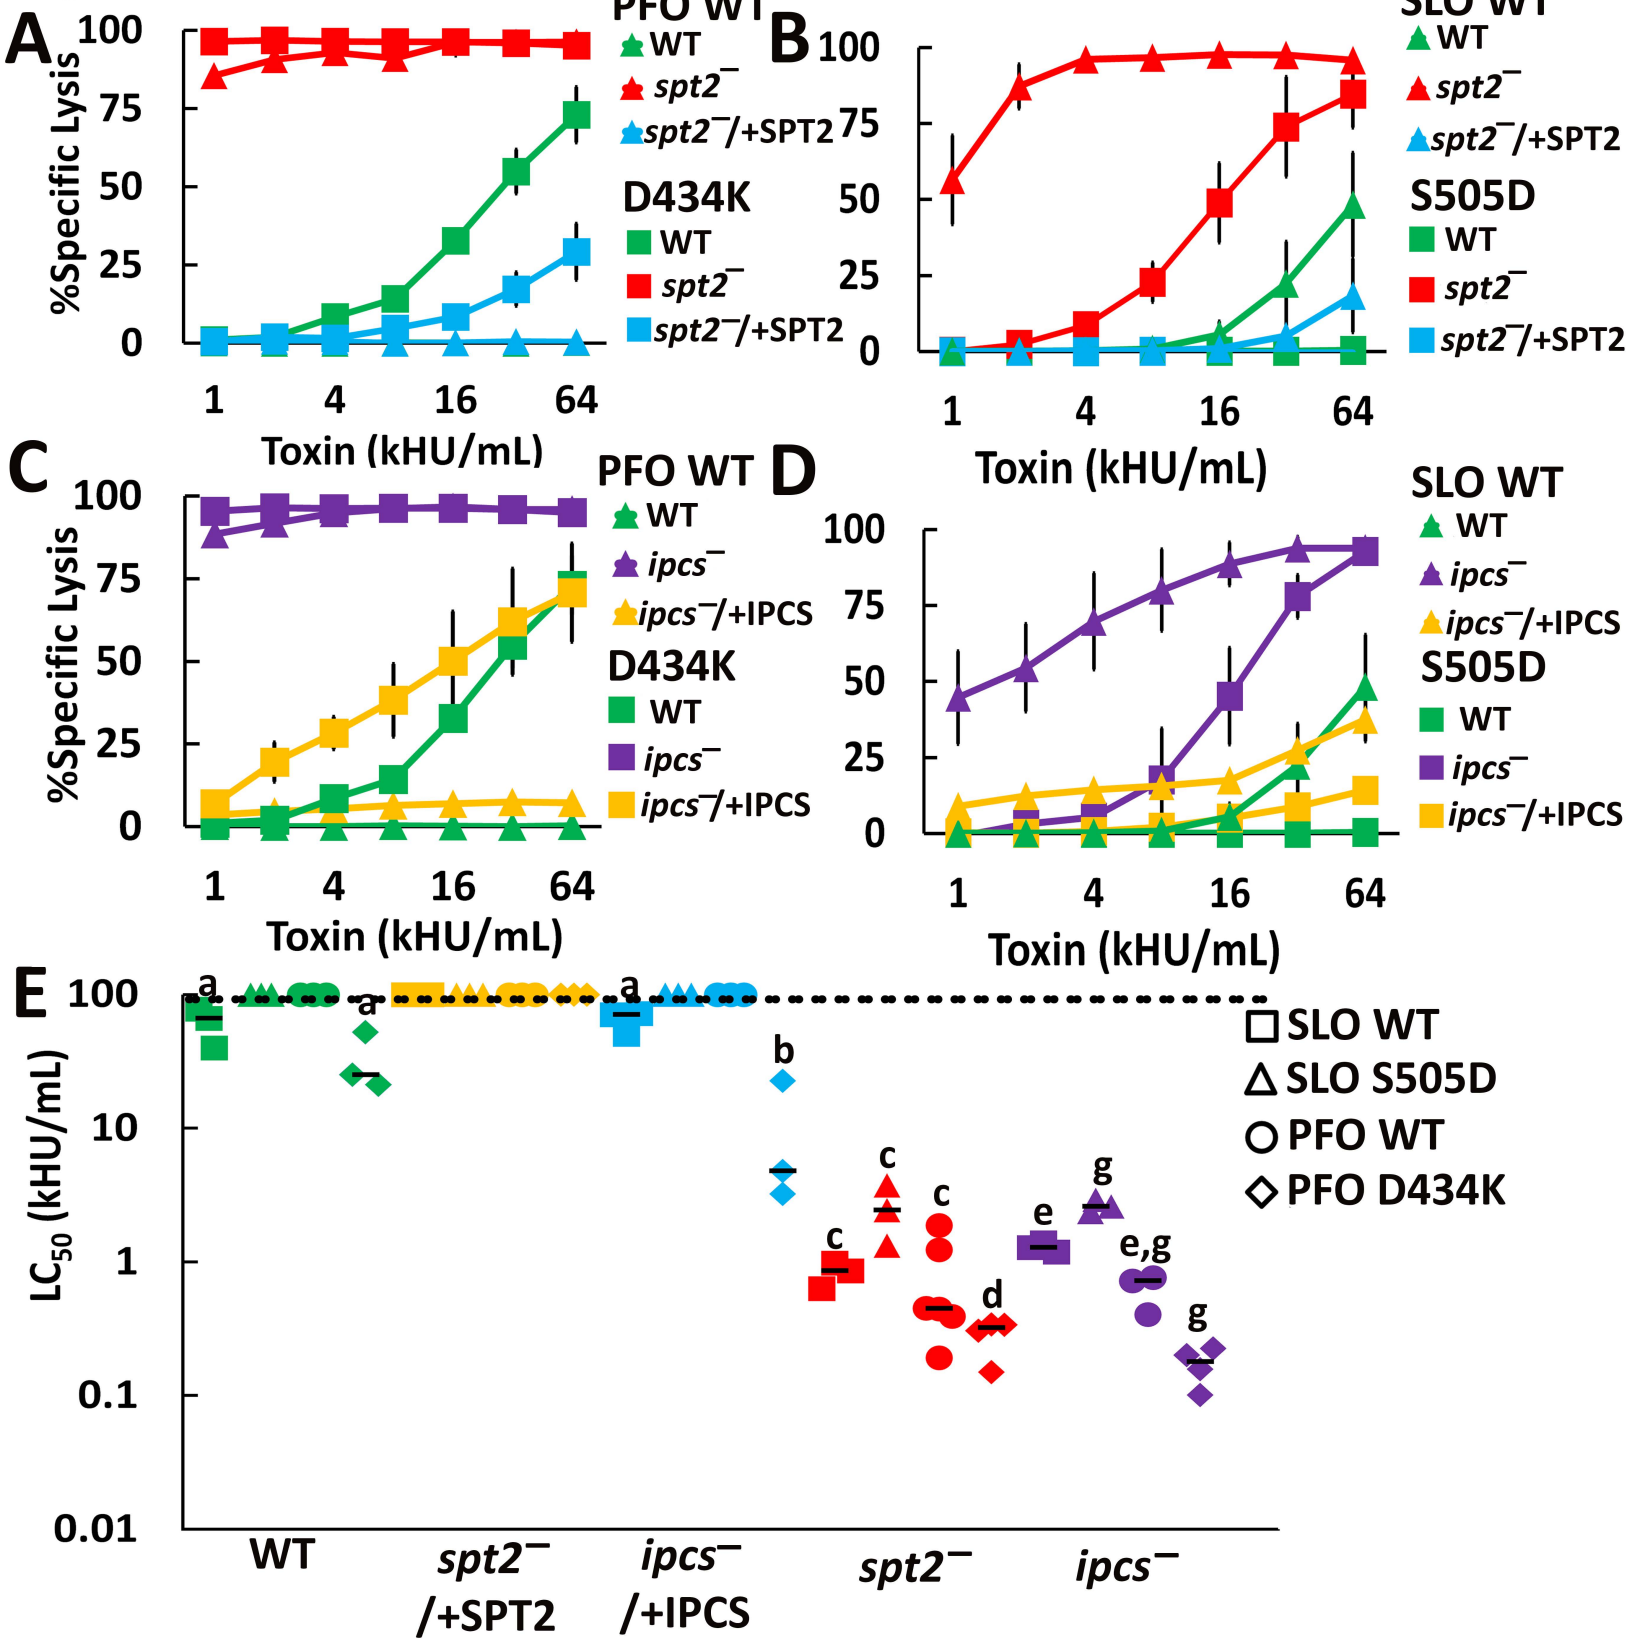 A
PFO WT
WT
spt2⁻
spt2⁻/+SPT2
D434K
WT
spt2⁻
spt2⁻/+SPT2
%Specific Lysis
100
75
50
25
0
1 4 16 64
Toxin (kHU/mL)
B
SLO WT
WT
spt2⁻
spt2⁻/+SPT2
S505D
WT
spt2⁻
spt2⁻/+SPT2
100
75
50
25
0
1 4 16 64
Toxin (kHU/mL)
C
PFO WT
WT
ipcs⁻
ipcs⁻/+IPCS
D434K
WT
ipcs⁻
ipcs⁻/+IPCS
%Specific Lysis
100
75
50
25
0
1 4 16 64
Toxin (kHU/mL)
D
SLO WT
WT
ipcs⁻
ipcs⁻/+IPCS
S505D
WT
ipcs⁻
ipcs⁻/+IPCS
100
75
50
25
0
1 4 16 64
Toxin (kHU/mL)
E
LC50 (kHU/mL)
100
10
1
0.1
0.01
a
a
a
b
c
c
c
d
e
g
e,g
g
SLO WT
SLO S505D
PFO WT
PFO D434K
WT
spt2⁻
/+SPT2
ipcs⁻
/+IPCS
spt2⁻
ipcs⁻